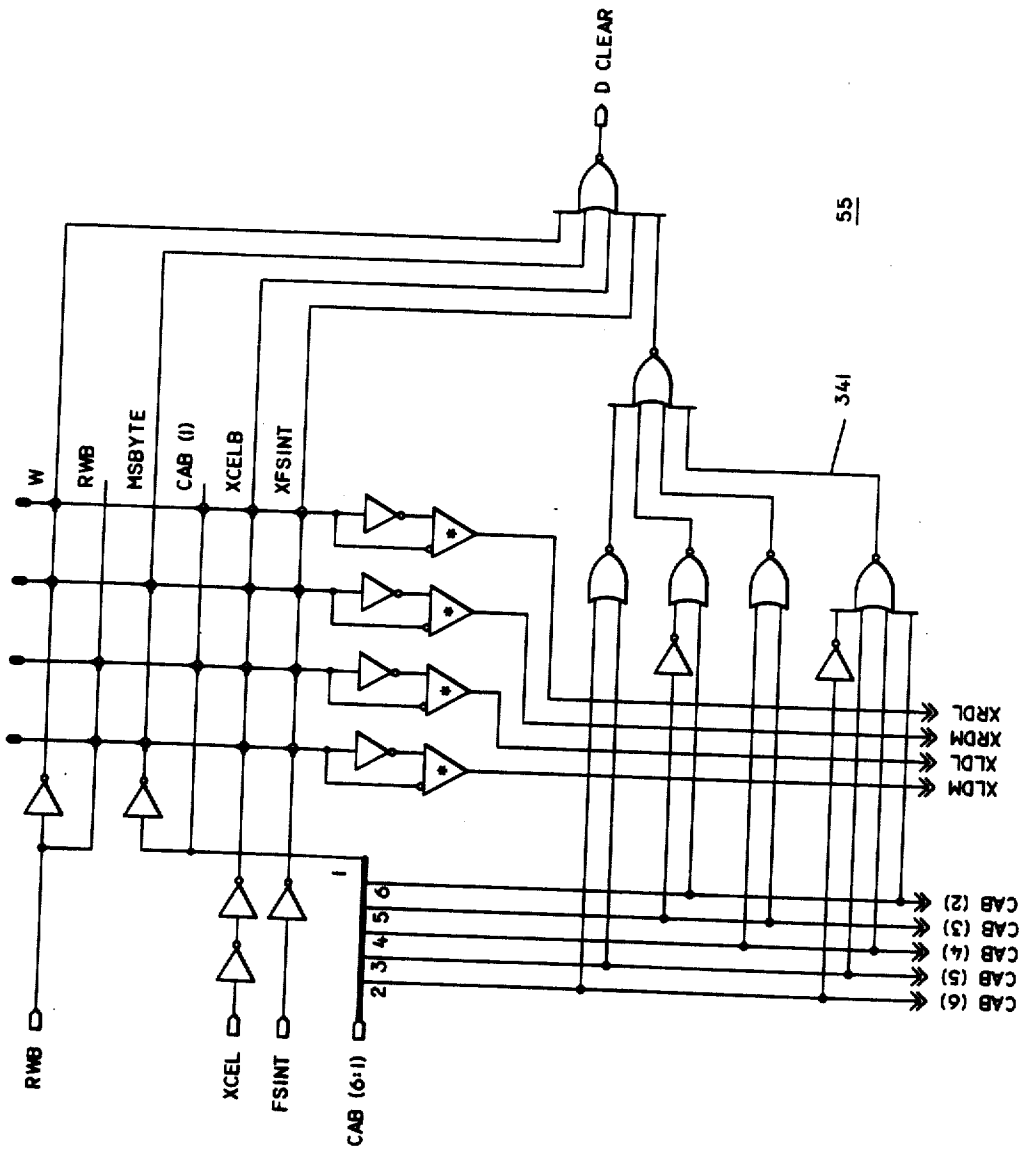 RWB
XCEL
FSINT
CAB (6:1)
W
RWB
MSBYTE
CAB (1)
XCELB
XFSINT
D CLEAR
55
341
1
6
5
4
3
2
*
*
*
*
XRDL
XRDM
XLDL
XLDM
CAB (2)
CAB (3)
CAB (4)
CAB (5)
CAB (6)